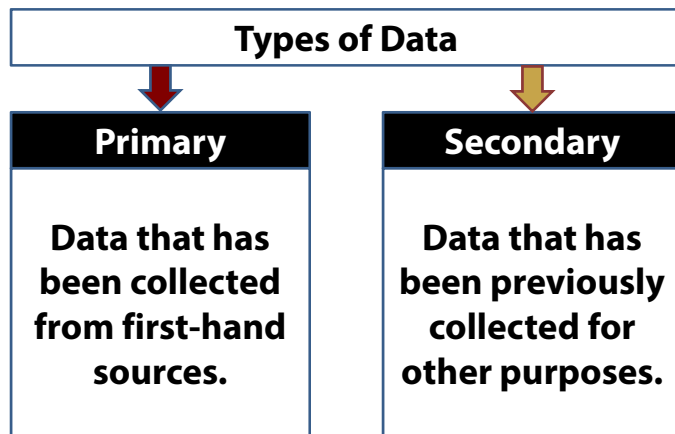 Types of Data
Primary
Data that has
been collected
from first-hand
sources.
Secondary
Data that has
been previously
collected for
other purposes.